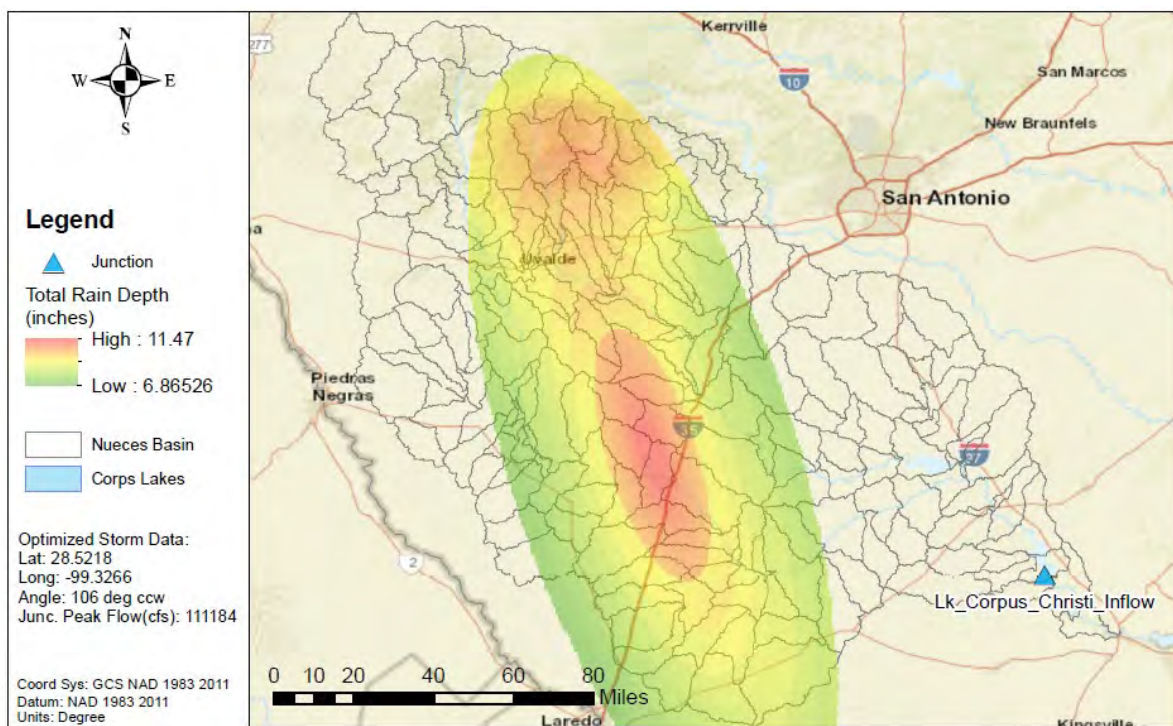 N
W
E
S
Legend
Junction
Total Rain Depth
(inches)
High : 11.47
Low : 6.86526
Nueces Basin
Corps Lakes
Optimized Storm Data:
Lat: 28.5218
Long: -99.3266
Angle: 106 deg ccw
Junc. Peak Flow(cfs): 111184
Coord Sys: GCS NAD 1983 2011
Datum: NAD 1983 2011
Units: Degree
Kerrville
277
10
San Marcos
New Braunfels
San Antonio
Uvalde
Piedras
Negras
35
37
2
Lk_Corpus_Christi_Inflow
0 10 20 40 60 80
Miles
Laredo
Kingsville